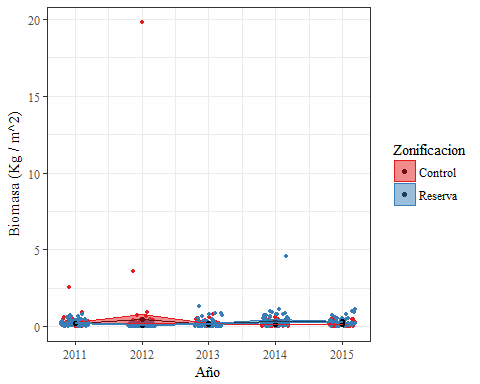 Biomasa (Kg / m^2)
20
15
10
5
0
2011 2012 2013 2014 2015
Año
Zonificacion
Control
Reserva